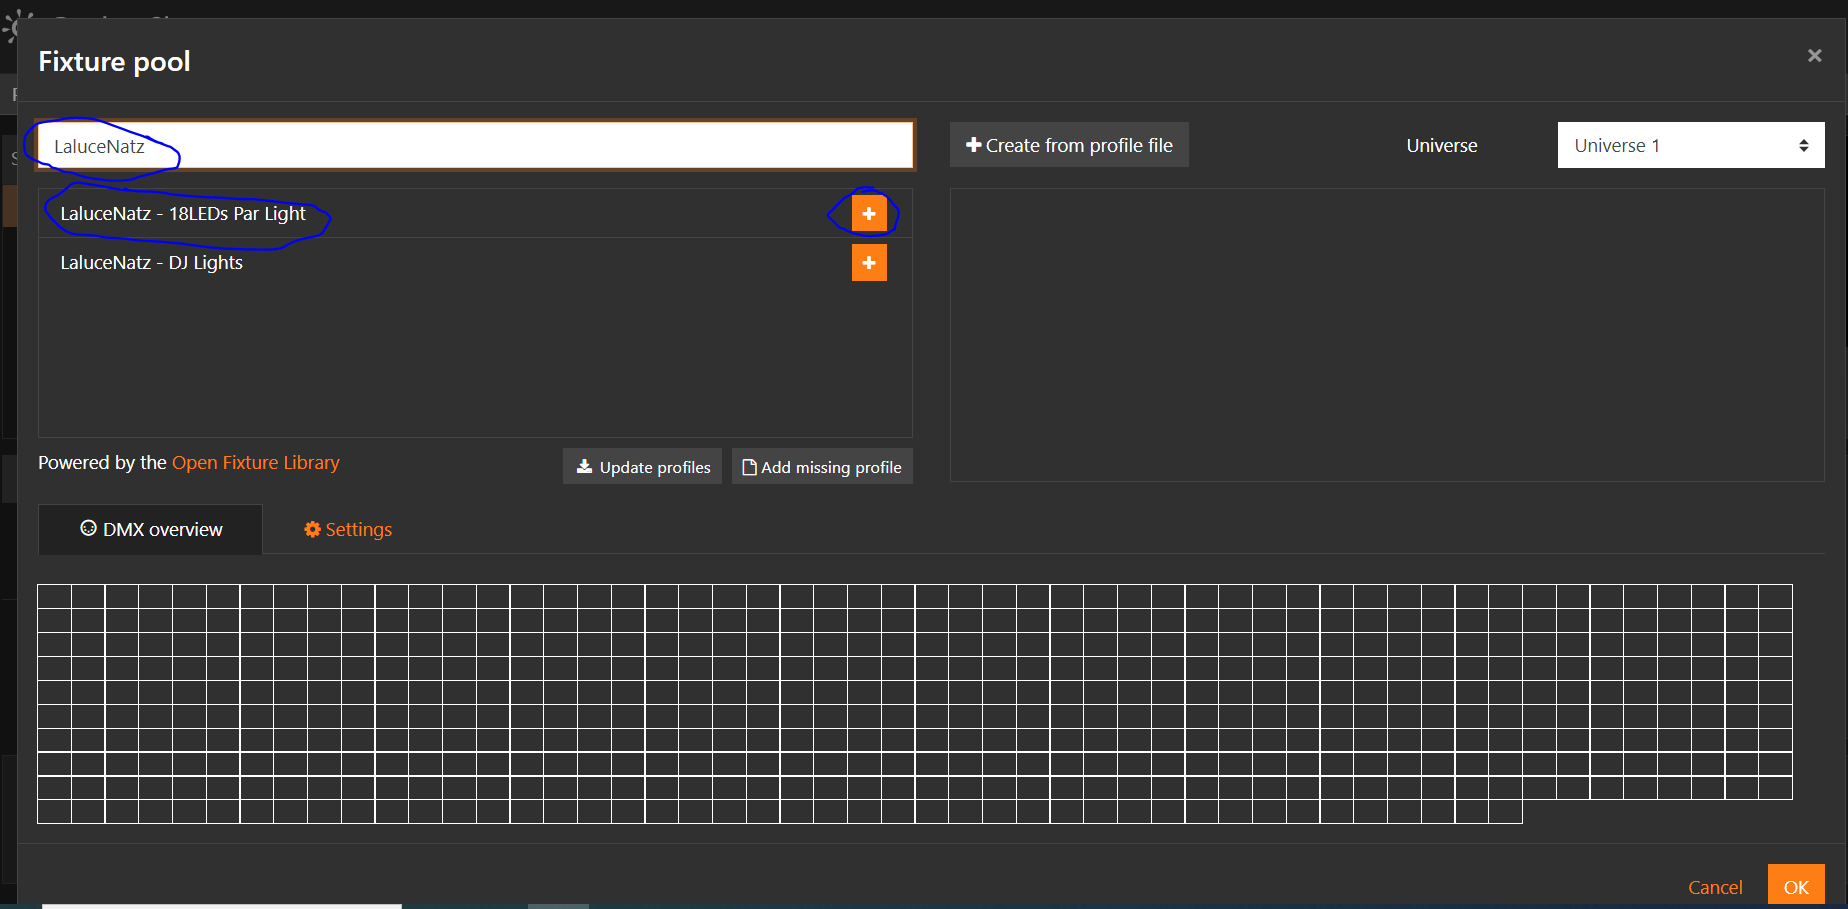 Fixture pool
×
LaluceNatz
Create from profile file
Universe
Universe 1
LaluceNatz - 18LEDs Par Light
LaluceNatz - DJ Lights
Powered by the Open Fixture Library
Update profiles
Add missing profile
DMX overview
Settings
Cancel
OK